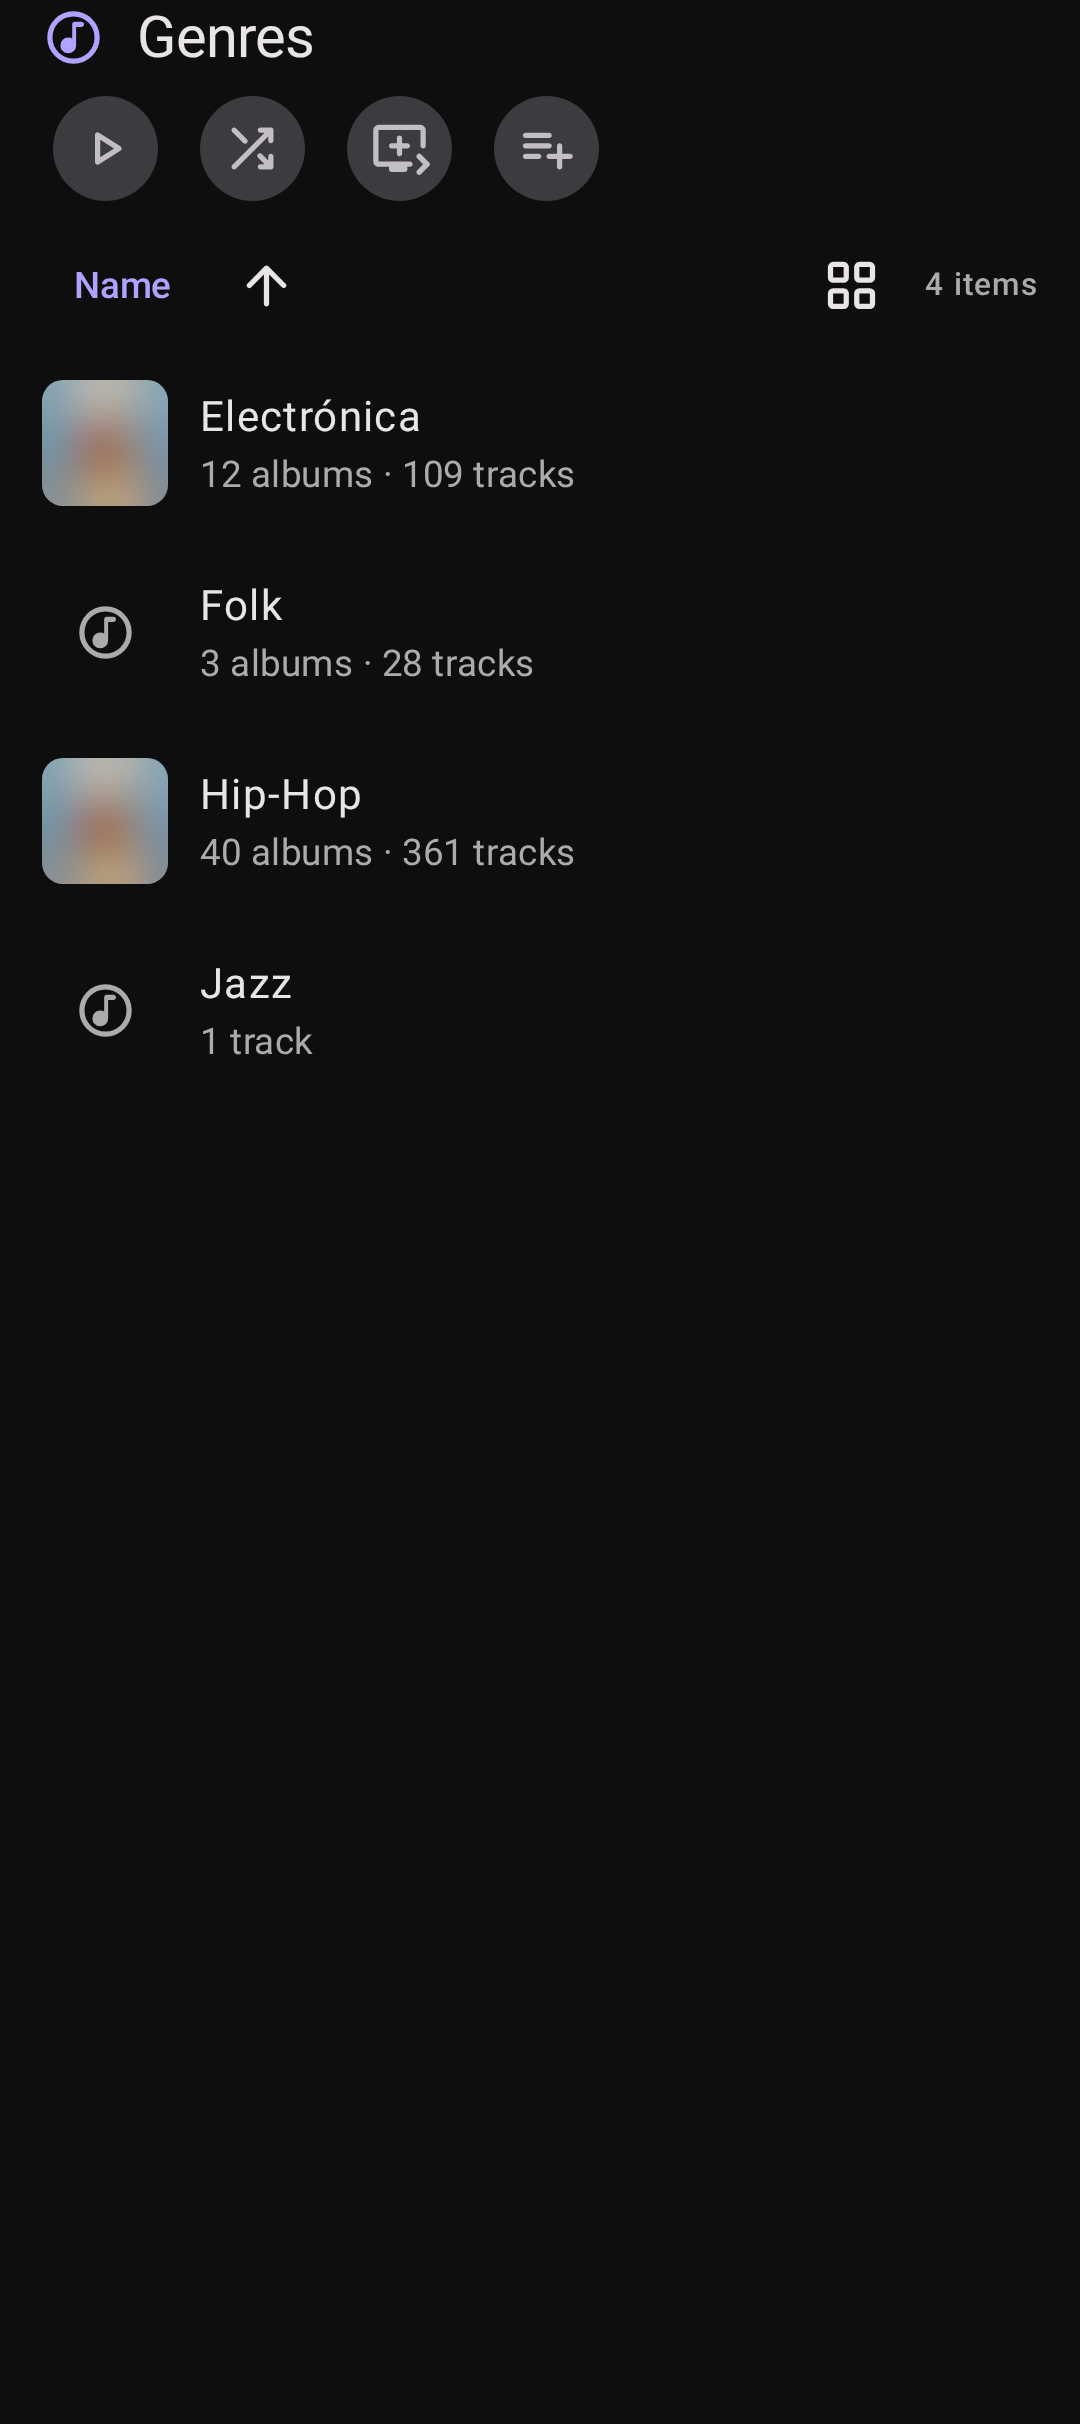 Genres
Name
4 items
Electrónica
12 albums · 109 tracks
Folk
3 albums · 28 tracks
Hip-Hop
40 albums · 361 tracks
Jazz
1 track